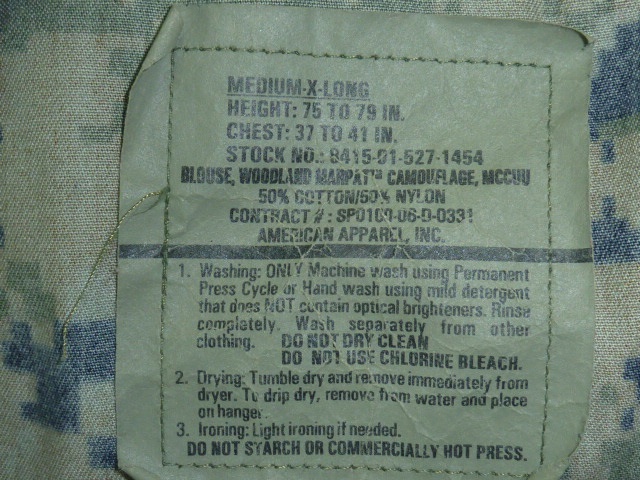 MEDIUM-X-LONG
HEIGHT: 75 TO 79 IN.
CHEST: 37 TO 41 IN.
STOCK NO.: 8415-01-527-1454
BLOUSE, WOODLAND MARPAT™ CAMOUFLAGE, MCCUU
50% COTTON/50% NYLON
CONTRACT # : SP0100-06-D-0331
AMERICAN APPAREL, INC.
1. Washing: ONLY Machine wash using Permanent
Press Cycle or Hand wash using mild detergent
that does NOT contain optical brighteners. Rinse
completely. Wash separately from other
clothing. DO NOT DRY CLEAN
DO NOT USE CHLORINE BLEACH.
2. Drying: Tumble dry and remove immediately from
dryer. To drip dry, remove from water and place
on hanger.
3. Ironing: Light ironing if needed.
DO NOT STARCH OR COMMERCIALLY HOT PRESS.